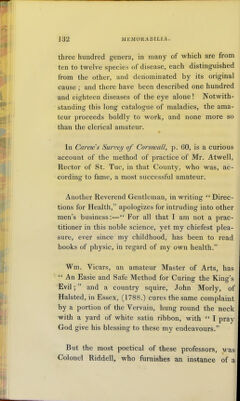 132 MEMORABILIA.
three hundred genera, in many of which are from
ten to twelve species of disease, each distinguished
from the other, and denominated by its original
cause ; and there have been described one hundred
and eighteen diseases of the eye alone! Notwith-
standing this long catalogue of maladies, the ama-
teur proceeds boldly to work, and none more so
than the clerical amateur.
In Carew's Survey of Cornwall, p. 60, is a curious
account of the method of practice of Mr. Atwell,
Rector of St. Tue, in that County, who was, ac-
cording to fame, a most successful amateur.
Another Reverend Gentleman, in writing " Direc-
tions for Health," apologizes for intruding into other
men's business:—" For all that I am not a prac-
titioner in this noble science, yet my chiefest plea-
sure, ever since my childhood, has been to read
books of physic, in regard of my own health."
Wm. Vicars, an amateur Master of Arts, has
" An Easie and Safe Method for Curing the King's
Evil ;" and a country squire, John Morly, of
Halsted, in Essex, (1788.) cures the same complaint
by a portion of the Vervain, hung round the neck
with a yard of white satin ribbon, with " I pray
God give his blessing to these my endeavours."
But the most poetical of these professors, was
Colonel Riddell, who furnishes an instance of a